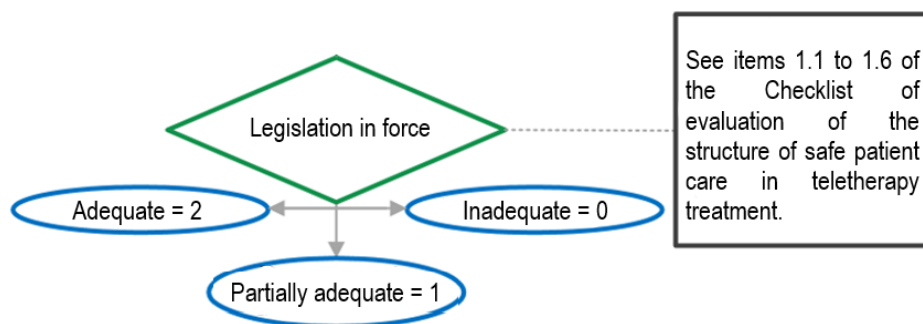 Legislation in force
See items 1.1 to 1.6 of
the Checklist of
evaluation of the
structure of safe patient
care in teletherapy
treatment.
Adequate = 2
Inadequate = 0
Partially adequate = 1